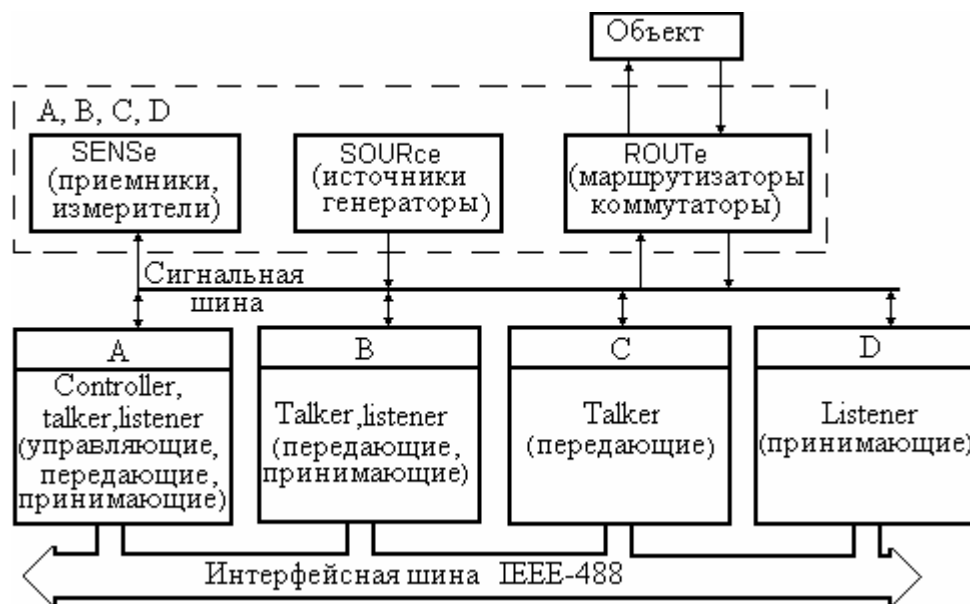 Обьект
A, B, C, D
SENSe
(приемники,
измерители)
SOURce
(источники
генераторы)
ROUTe
(маршрутизаторы
коммутаторы)
Сигнальная
шина
A
Controller,
talker,listener
(управляющие,
передающие,
принимающие)
B
Talker,listener
(передающие,
принимающие)
C
Talker
(передающие)
D
Listener
(принимающие)
Интерфейсная шина IEEE-488